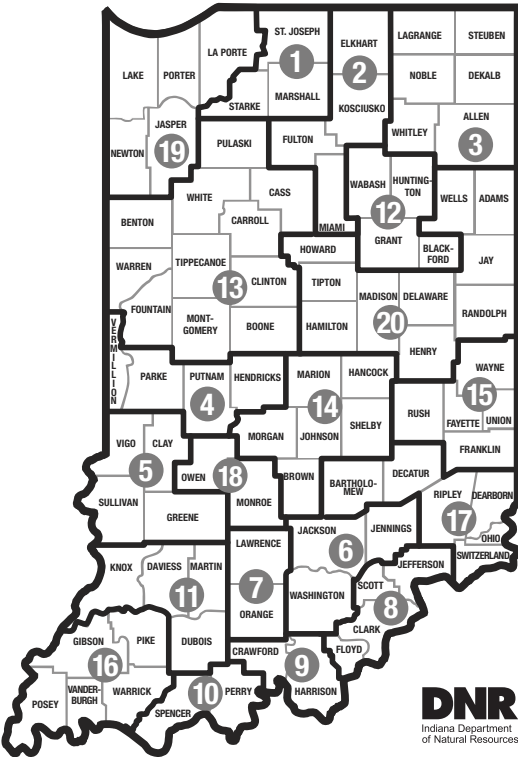 ST. JOSEPH
LAGRANGE
STEUBEN
ELKHART
LA PORTE
1
2
LAKE
PORTER
NOBLE
DEKALB
MARSHALL
STARKE
KOSCIUSKO
ALLEN
JASPER
WHITLEY
3
FULTON
PULASKI
19
NEWTON
WABASH
HUNTING-
TON
WHITE
CASS
WELLS
ADAMS
12
CARROLL
BENTON
MIAMI
GRANT
HOWARD
BLACK-
FORD
JAY
WARREN
TIPPECANOE
13
CLINTON
TIPTON
MADISON
DELAWARE
FOUNTAIN
RANDOLPH
MONT-
GOMERY
BOONE
HAMILTON
20
VERMILLION
HENRY
WAYNE
PARKE
PUTNAM
HENDRICKS
MARION
HANCOCK
15
4
14
RUSH
FAYETTE
UNION
SHELBY
VIGO
CLAY
MORGAN
JOHNSON
FRANKLIN
5
OWEN
18
BROWN
DECATUR
BARTHOLO-
MEW
RIPLEY
DEARBORN
SULLIVAN
MONROE
GREENE
17
JACKSON
JENNINGS
OHIO
LAWRENCE
6
SWITZERLAND
JEFFERSON
KNOX
DAVIESS
MARTIN
7
SCOTT
11
WASHINGTON
8
ORANGE
CLARK
GIBSON
PIKE
DUBOIS
CRAWFORD
FLOYD
16
9
VANDER-
BURGH
WARRICK
10
PERRY
HARRISON
POSEY
SPENCER
DNR
Indiana Department
of Natural Resources